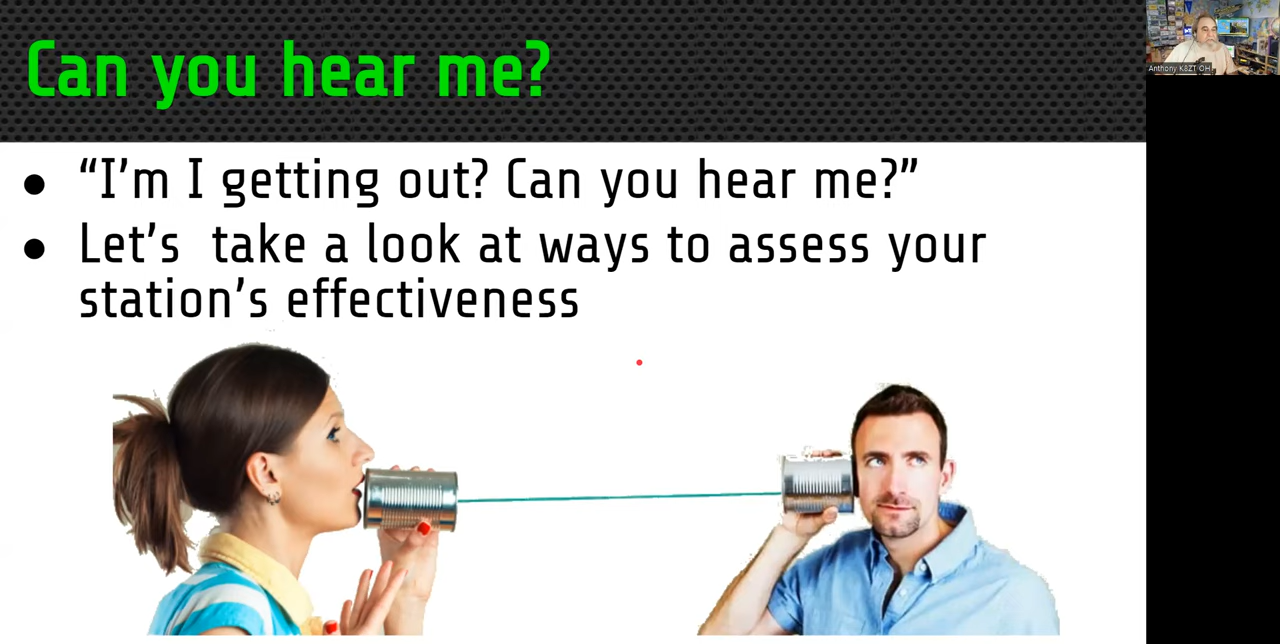 Can you hear me?
● “I’m I getting out? Can you hear me?”
● Let’s  take a look at ways to assess your
station’s effectiveness
Anthony K8ZT OH